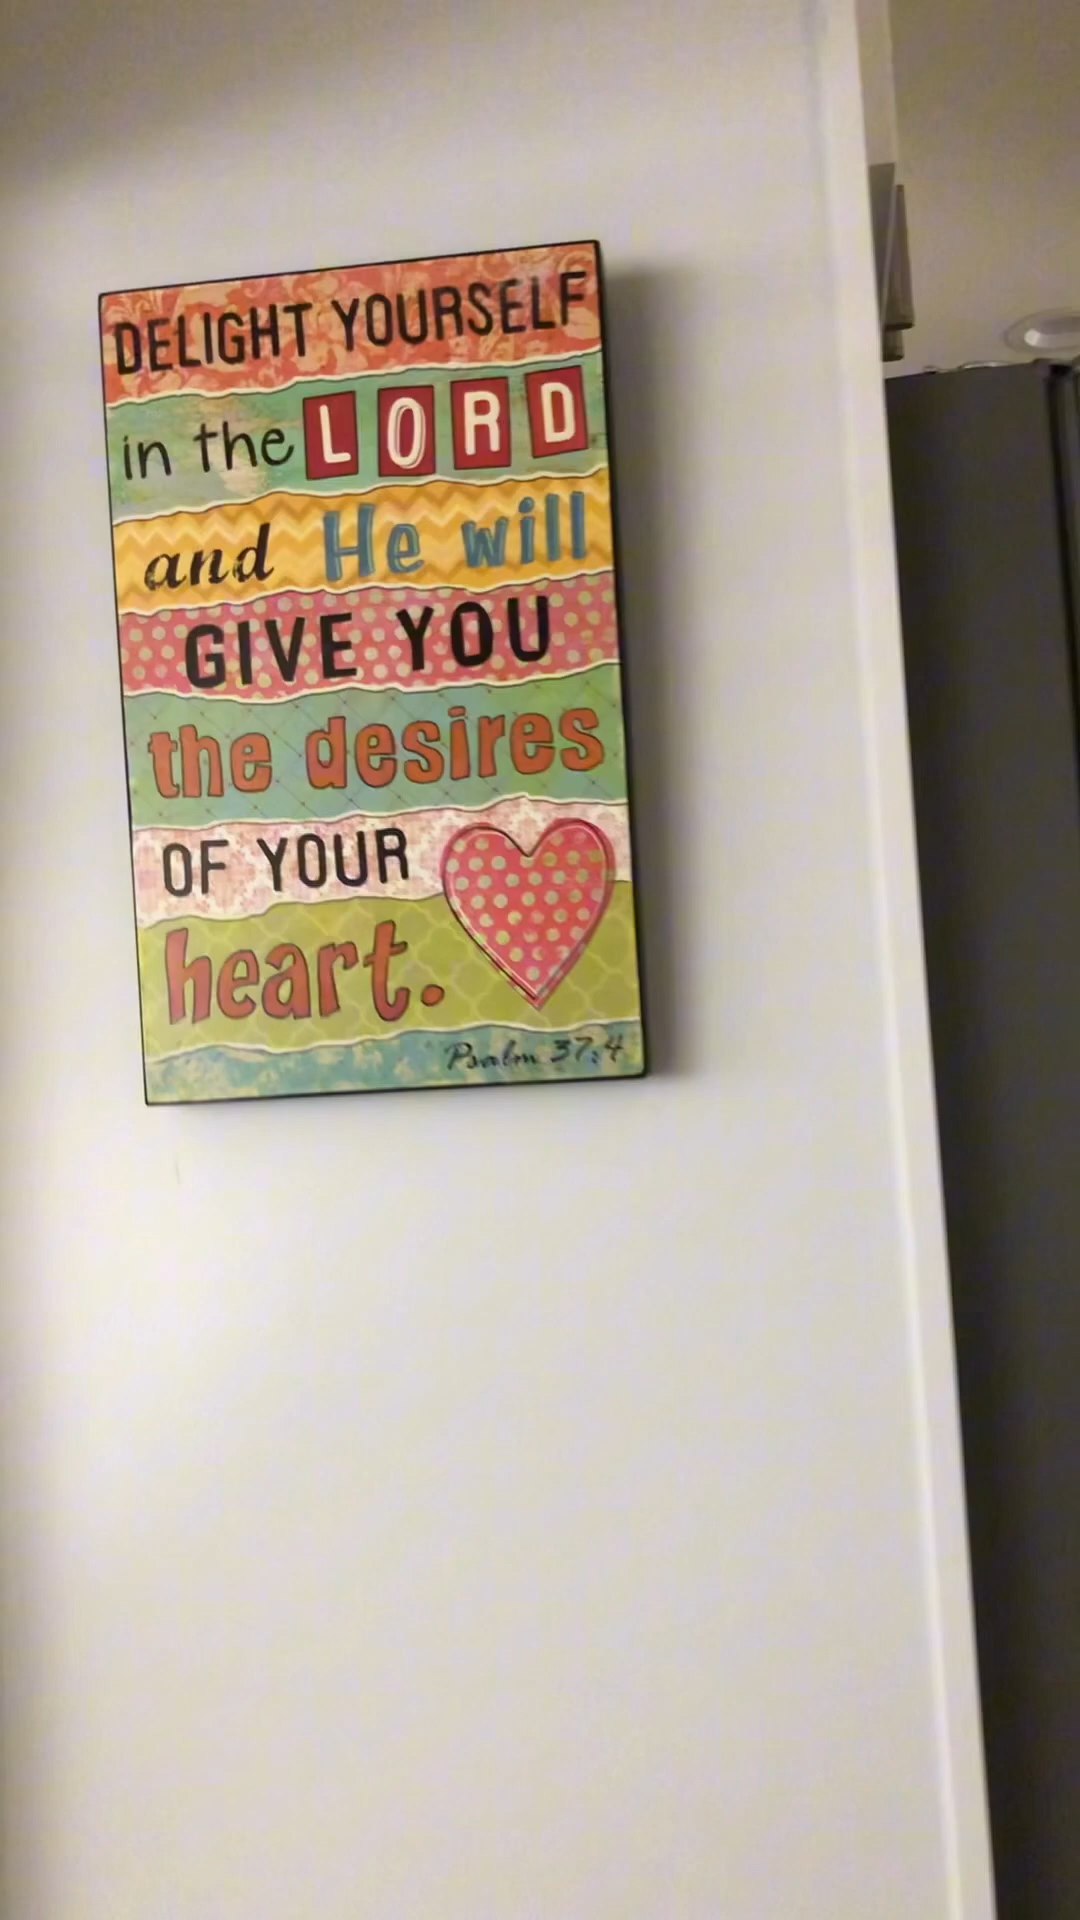 DELIGHT YOURSELF
in the LORD
and He will
GIVE YOU
the desires
OF YOUR
heart.
Psalm 37:4